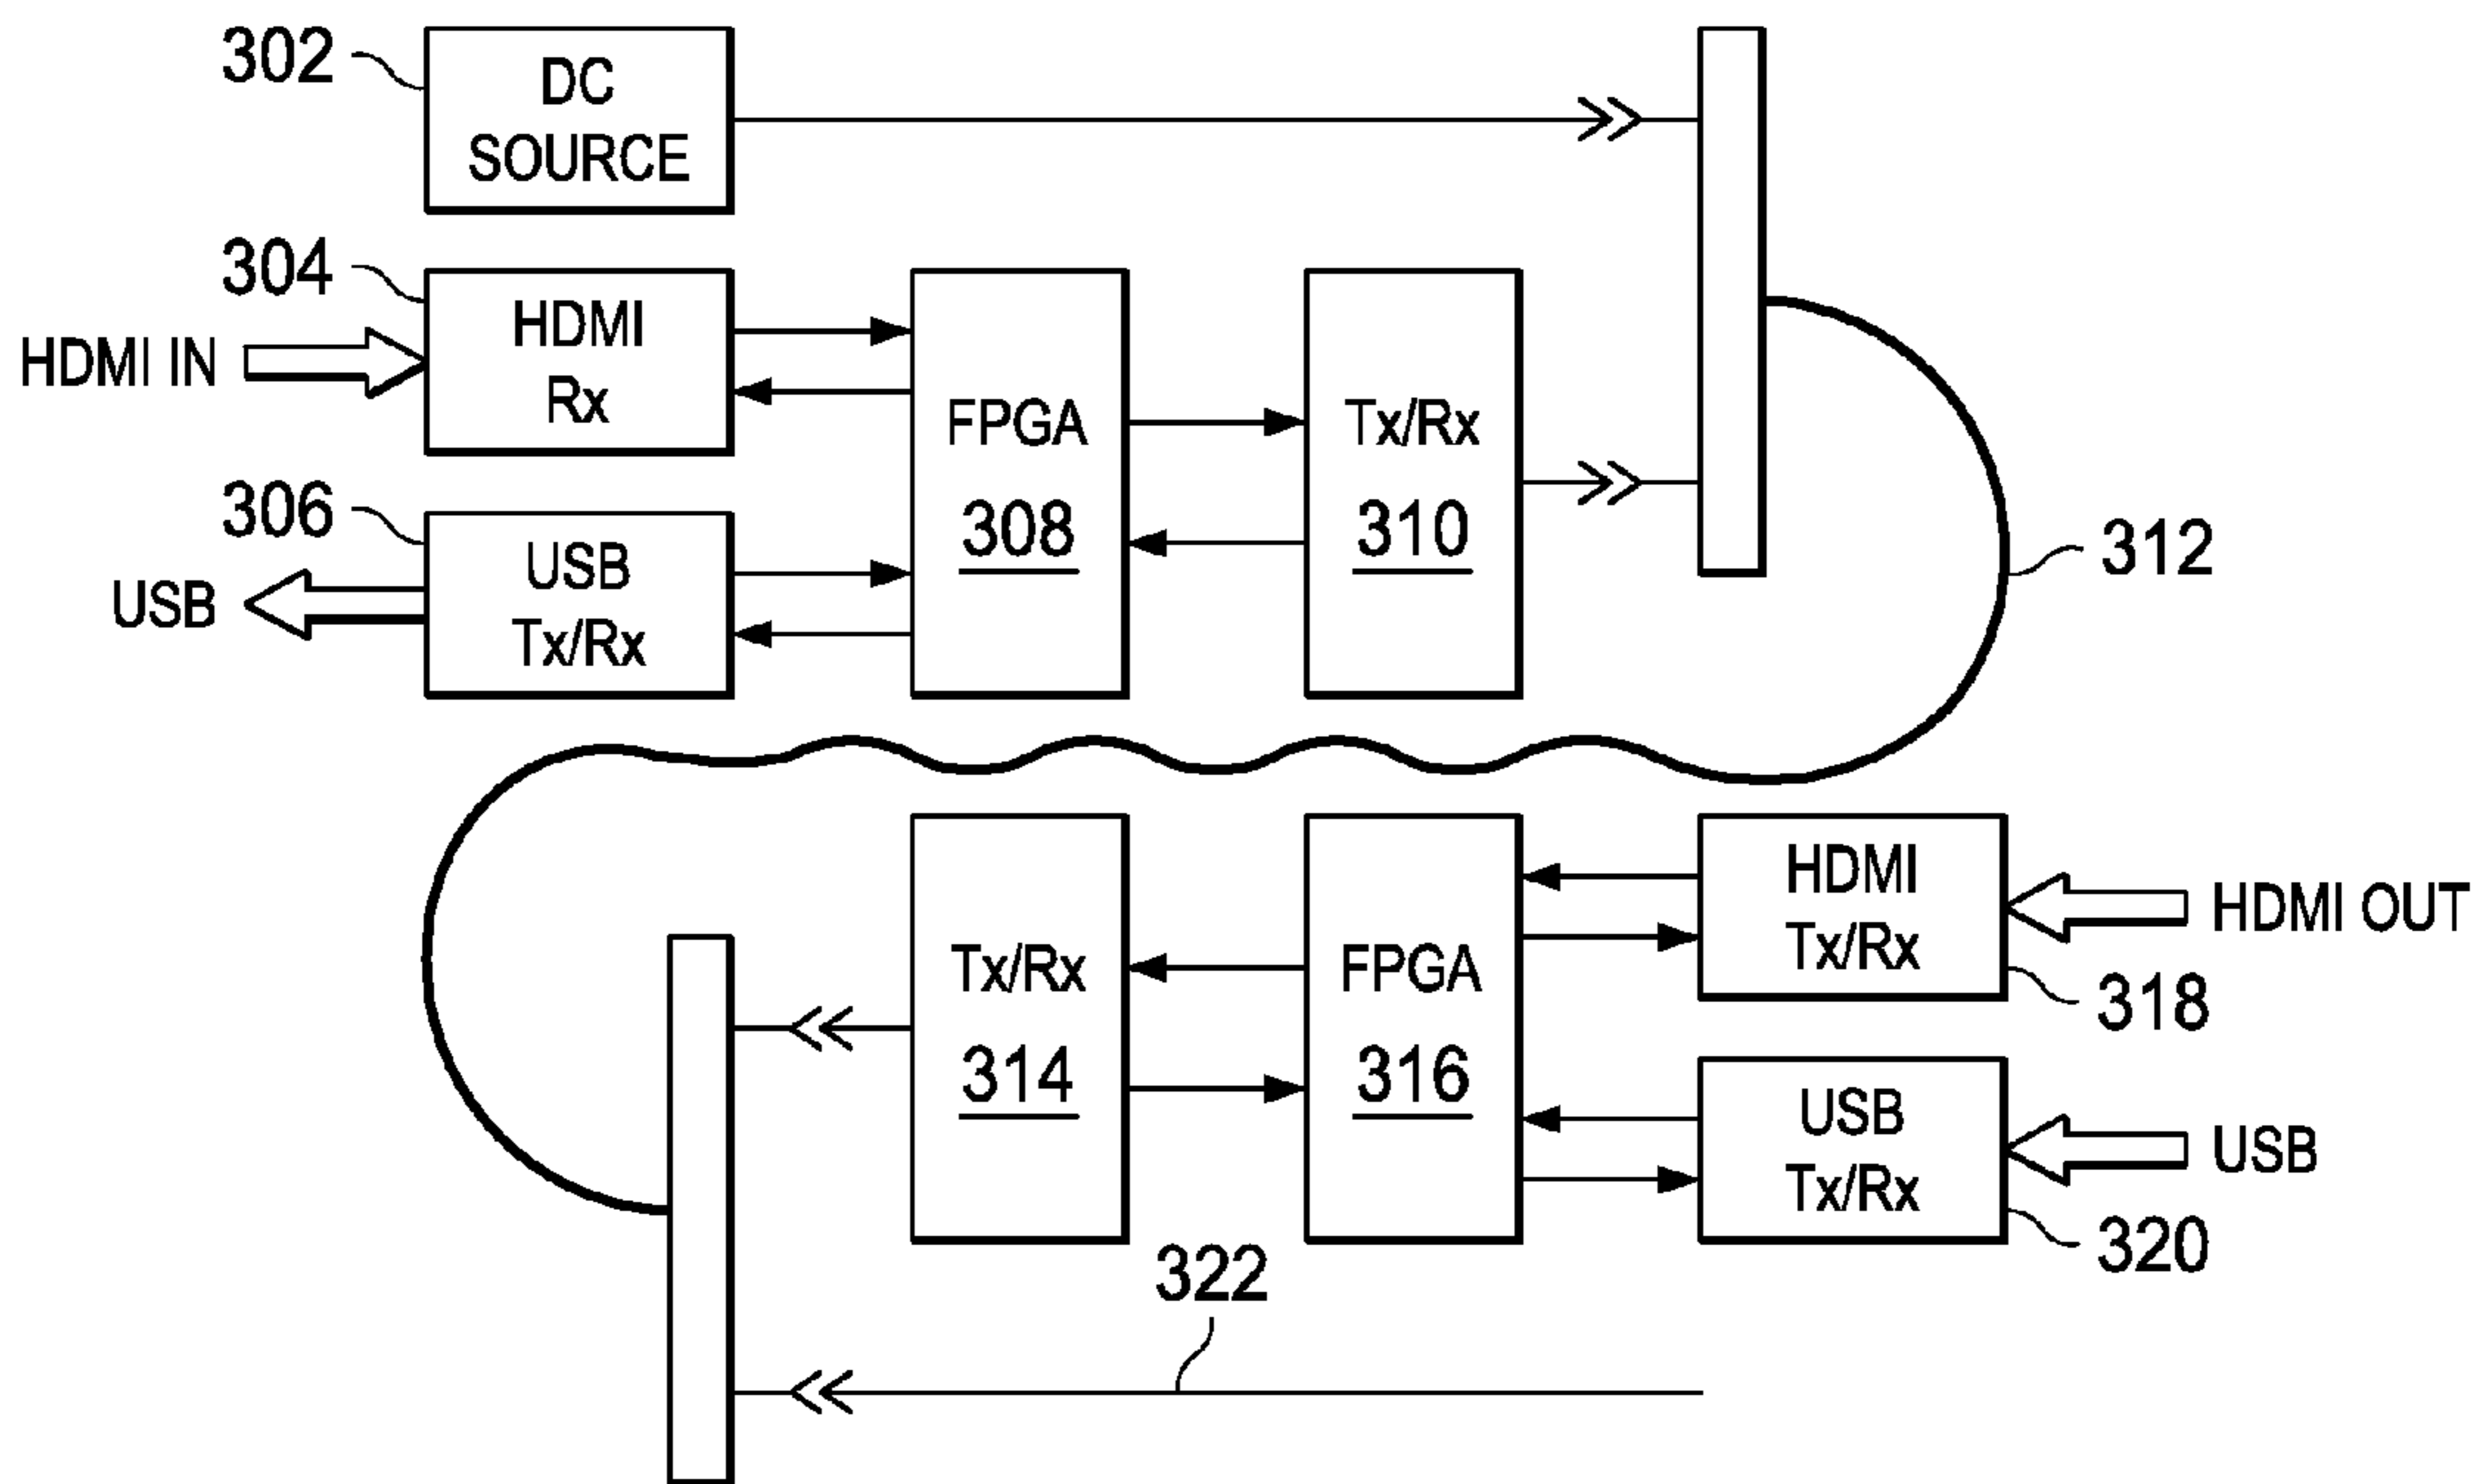 302
DC
SOURCE
304
HDMI
Rx
HDMI IN
306
USB
Tx/Rx
USB
FPGA
308
Tx/Rx
310
312
Tx/Rx
314
FPGA
316
HDMI
Tx/Rx
HDMI OUT
318
USB
Tx/Rx
USB
320
322